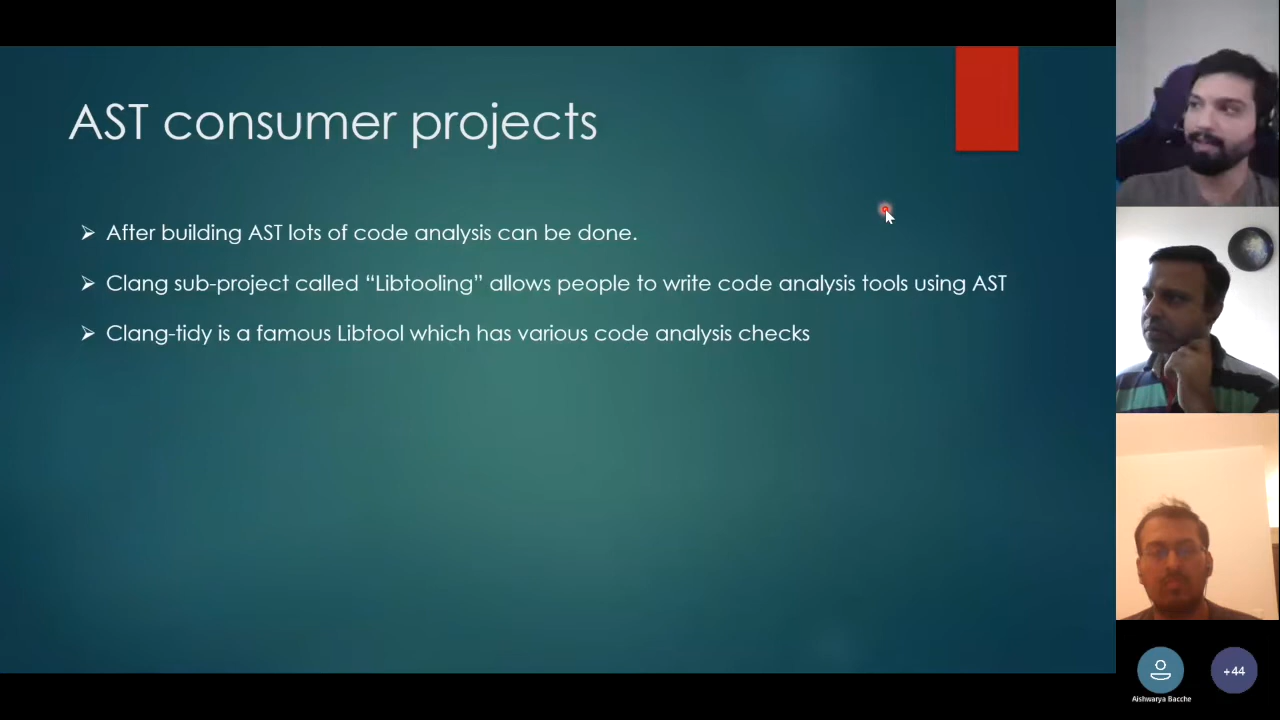 AST consumer projects
After building AST lots of code analysis can be done.
Clang sub-project called “Libtooling” allows people to write code analysis tools using AST
Clang-tidy is a famous Libtool which has various code analysis checks
Aishwarya Bacche
+44